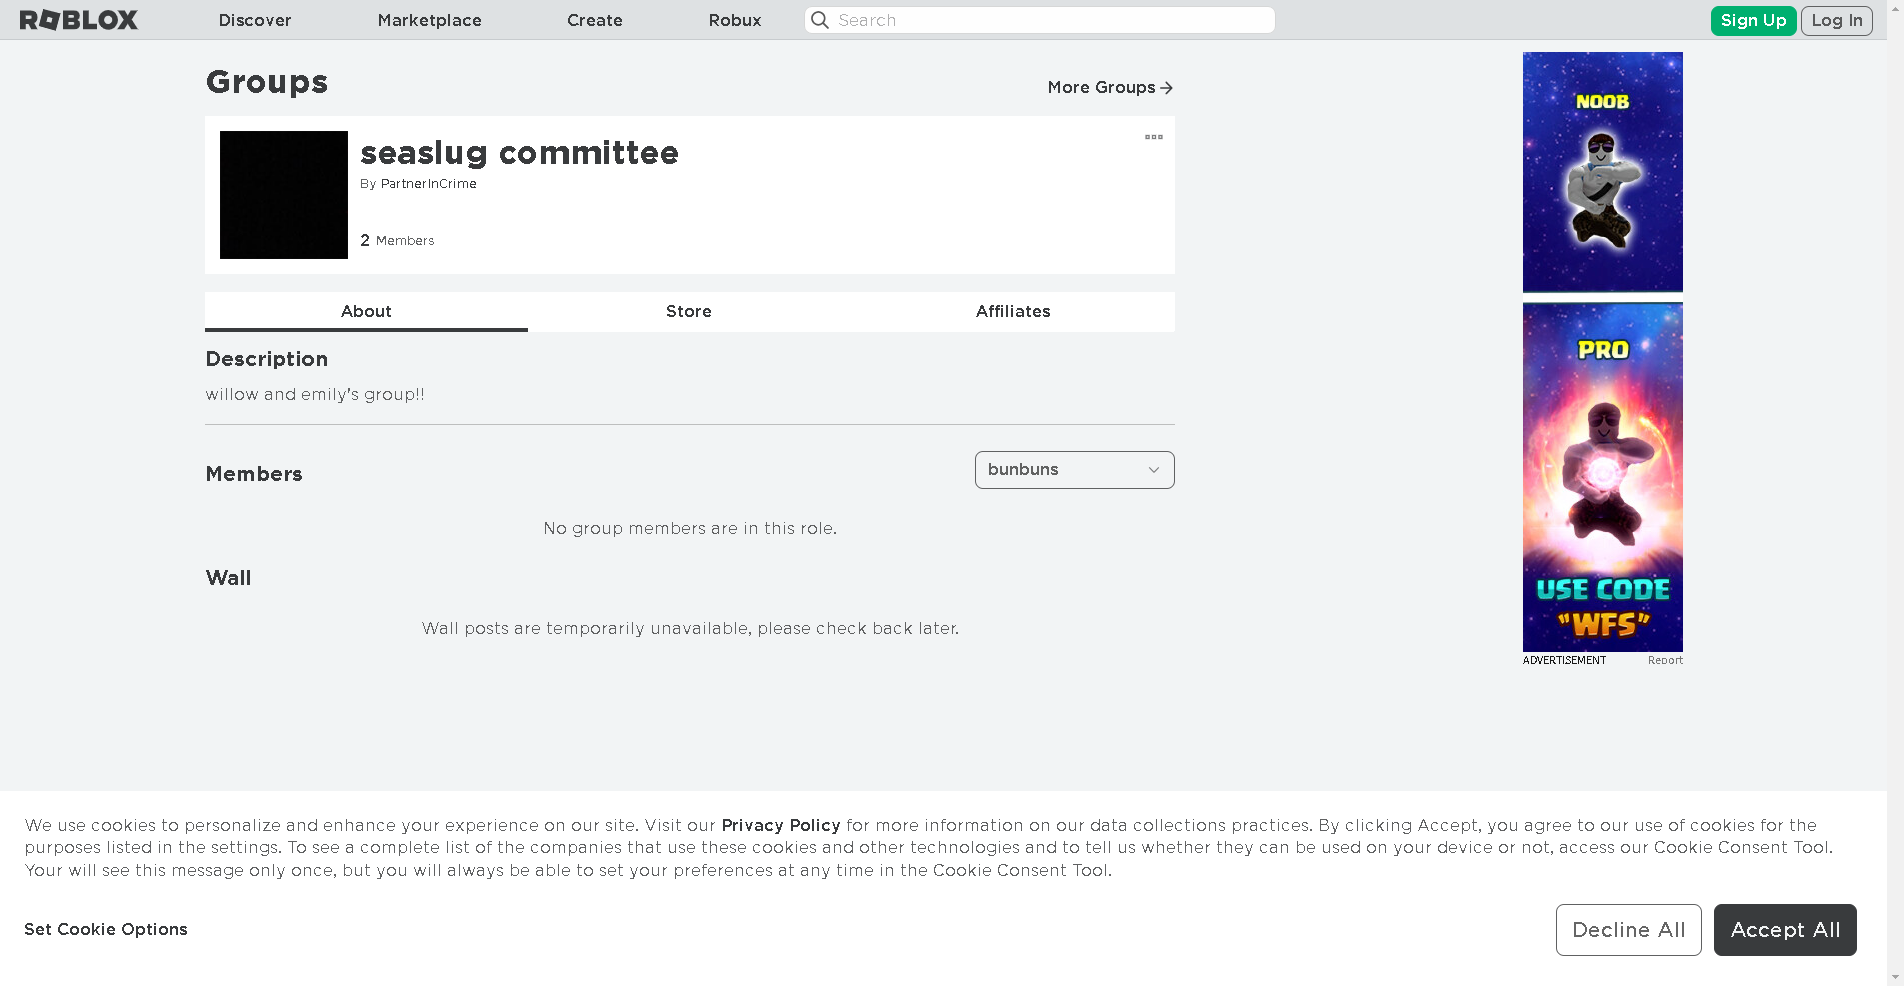 ROBLOX Discover Marketplace Create Robux Search Sign Up Log In
Groups
More Groups
seaslug committee
By PartnerInCrime
2 Members
About Store Affiliates
Description
willow and emily's group!!
Members
bunbuns
No group members are in this role.
Wall
Wall posts are temporarily unavailable, please check back later.
NOOB
PRO
USE CODE
"WFS"
ADVERTISEMENT Report
We use cookies to personalize and enhance your experience on our site. Visit our Privacy Policy for more information on our data collections practices. By clicking Accept, you agree to our use of cookies for the
purposes listed in the settings. To see a complete list of the companies that use these cookies and other technologies and to tell us whether they can be used on your device or not, access our Cookie Consent Tool.
Your will see this message only once, but you will always be able to set your preferences at any time in the Cookie Consent Tool.
Set Cookie Options
Decline All
Accept All